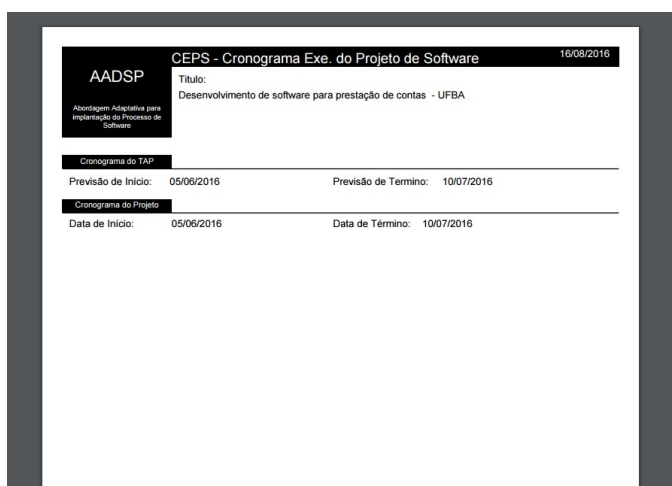 CEPS - Cronograma Exe. do Projeto de Software 16/08/2016
AADSP
Abordagem Adaptativa para
implantação do Processo de
Software
Titulo:
Desenvolvimento de software para prestação de contas - UFBA
Cronograma do TAP
Previsão de Início: 05/06/2016 Previsão de Termino: 10/07/2016
Cronograma do Projeto
Data de Início: 05/06/2016 Data de Término: 10/07/2016